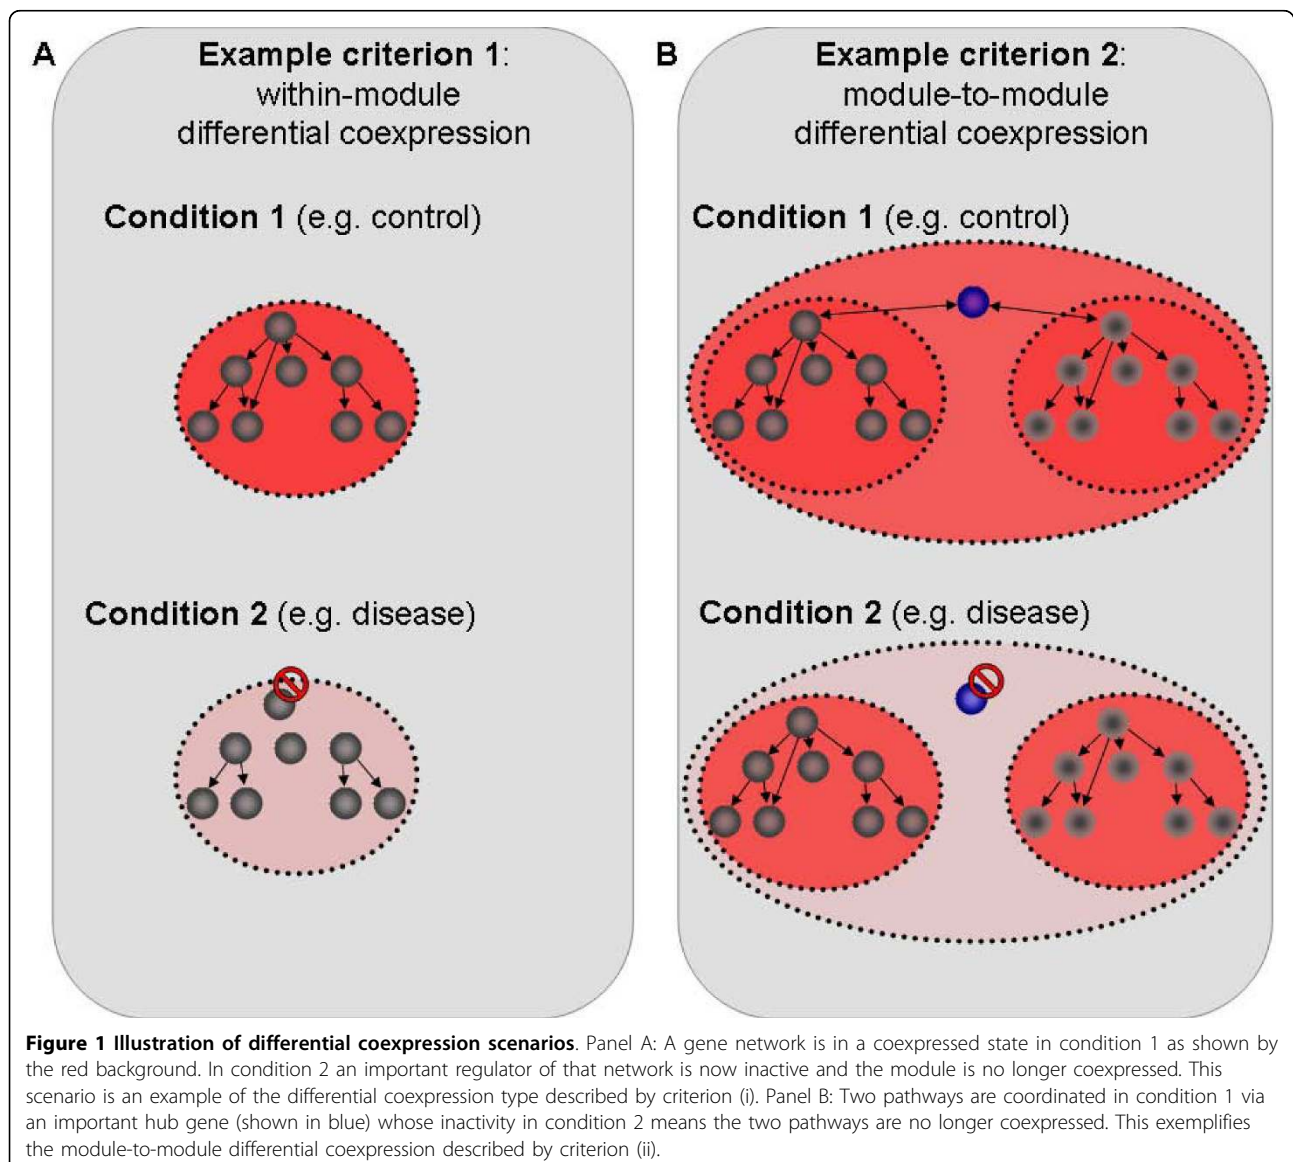 A
Example criterion 1:
within-module
differential coexpression
Condition 1 (e.g. control)
Condition 2 (e.g. disease)
B
Example criterion 2:
module-to-module
differential coexpression
Condition 1 (e.g. control)
Condition 2 (e.g. disease)
Figure 1 Illustration of differential coexpression scenarios. Panel A: A gene network is in a coexpressed state in condition 1 as shown by
the red background. In condition 2 an important regulator of that network is now inactive and the module is no longer coexpressed. This
scenario is an example of the differential coexpression type described by criterion (i). Panel B: Two pathways are coordinated in condition 1 via
an important hub gene (shown in blue) whose inactivity in condition 2 means the two pathways are no longer coexpressed. This exemplifies
the module-to-module differential coexpression described by criterion (ii).